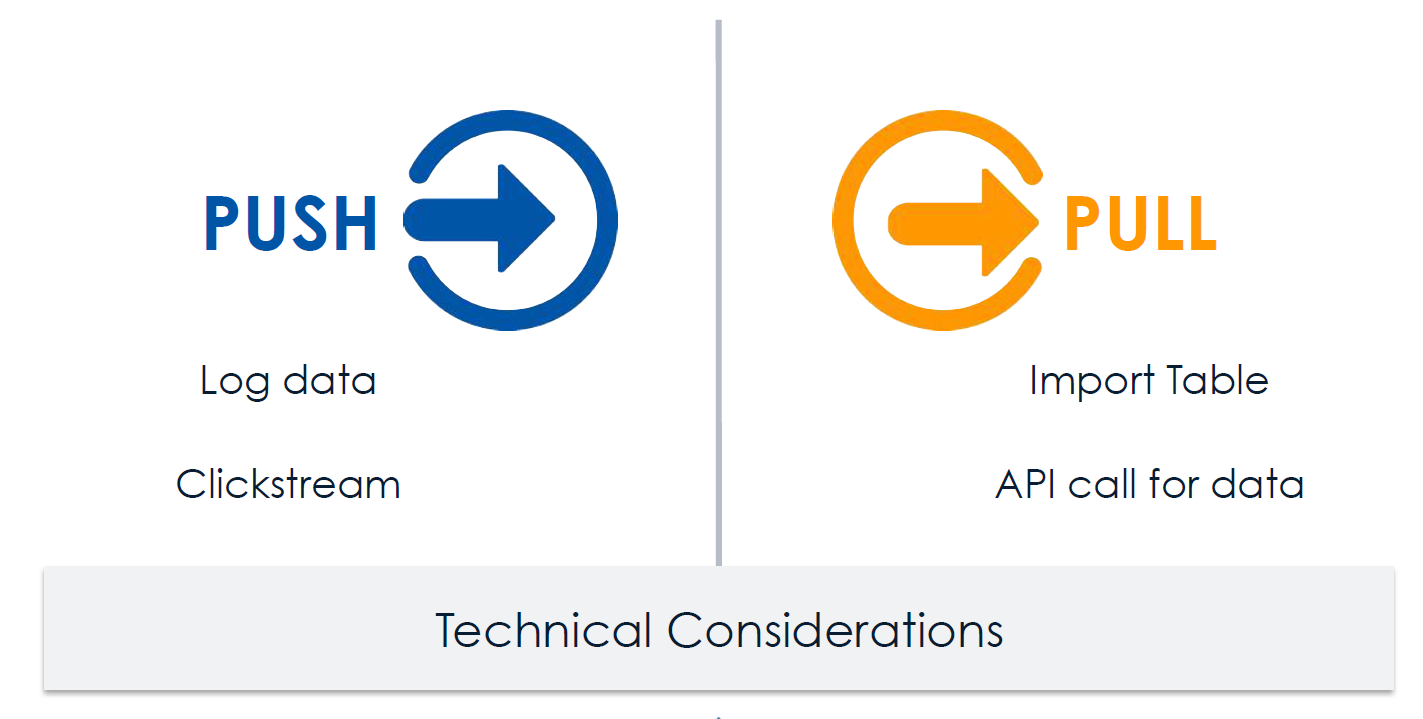 PUSH
Log data
Clickstream
PULL
Import Table
API call for data
Technical Considerations